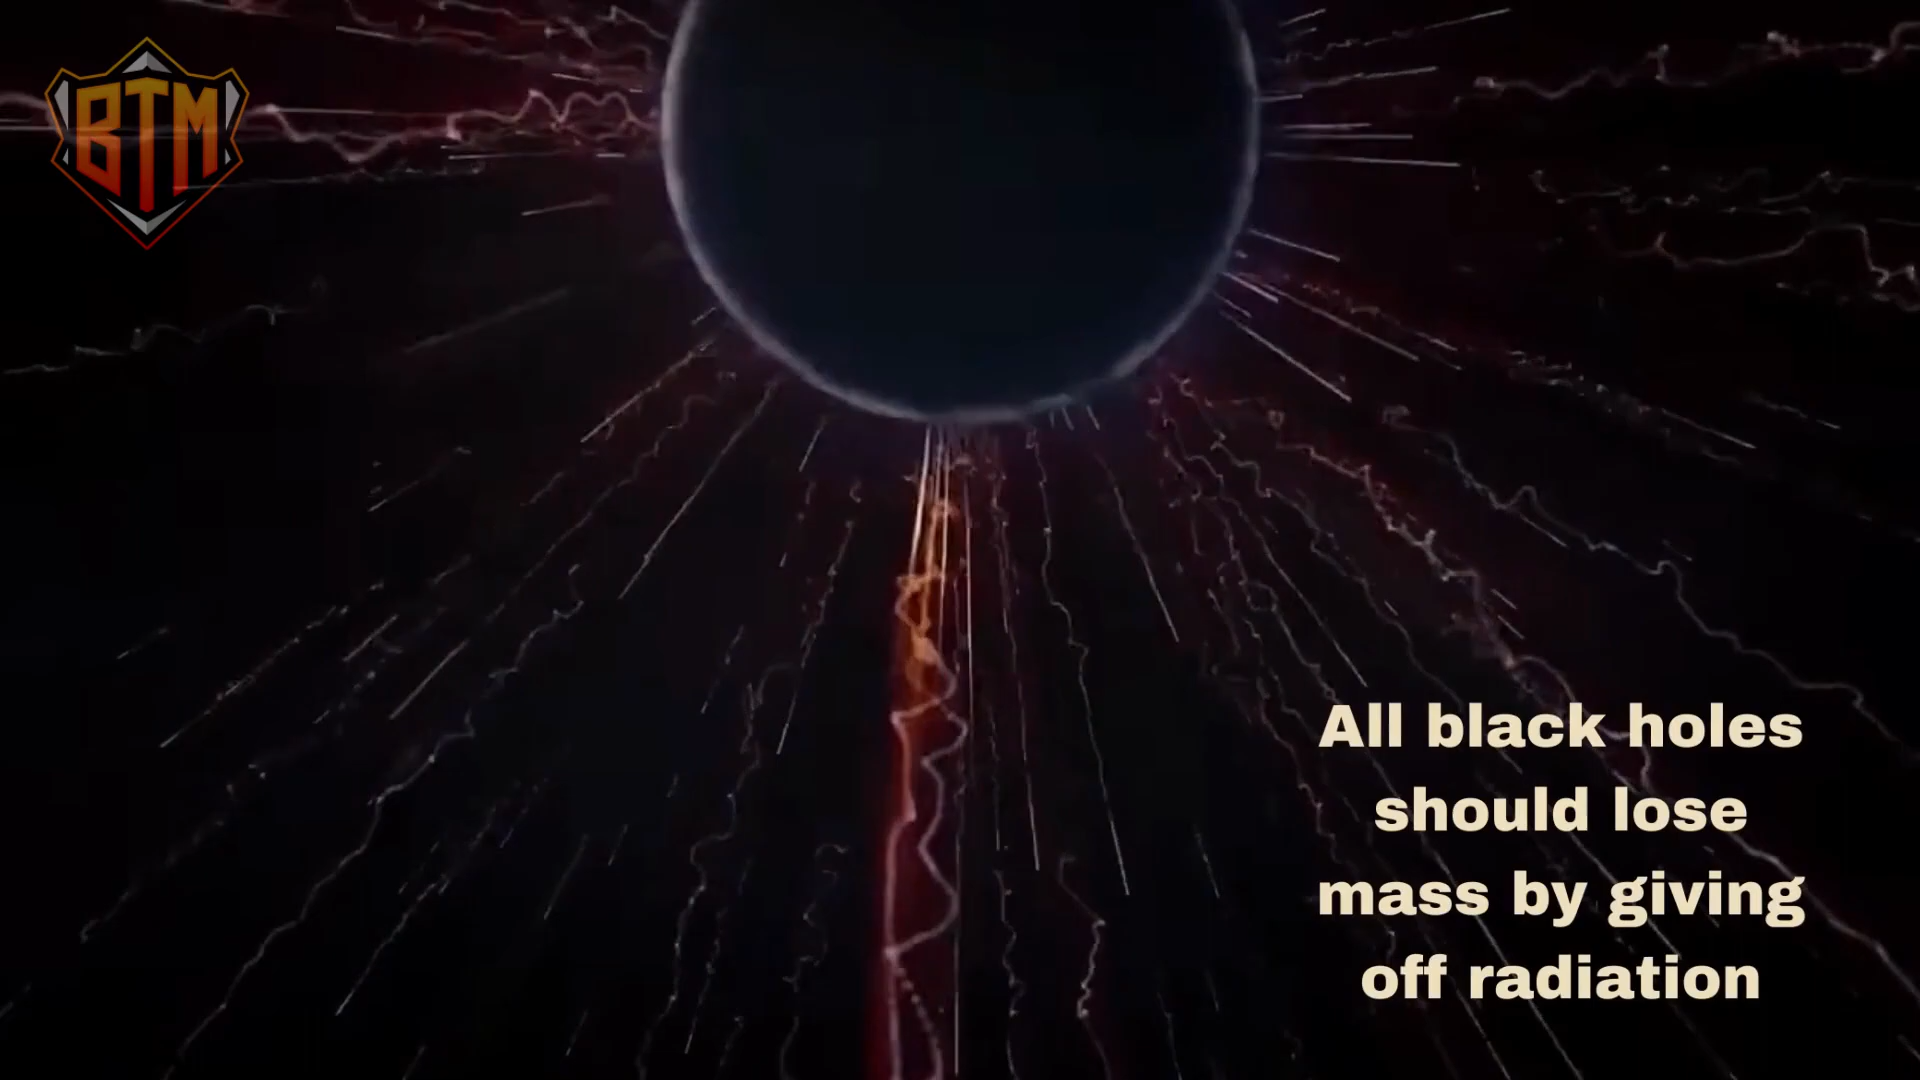 BTM
All black holes
should lose
mass by giving
off radiation